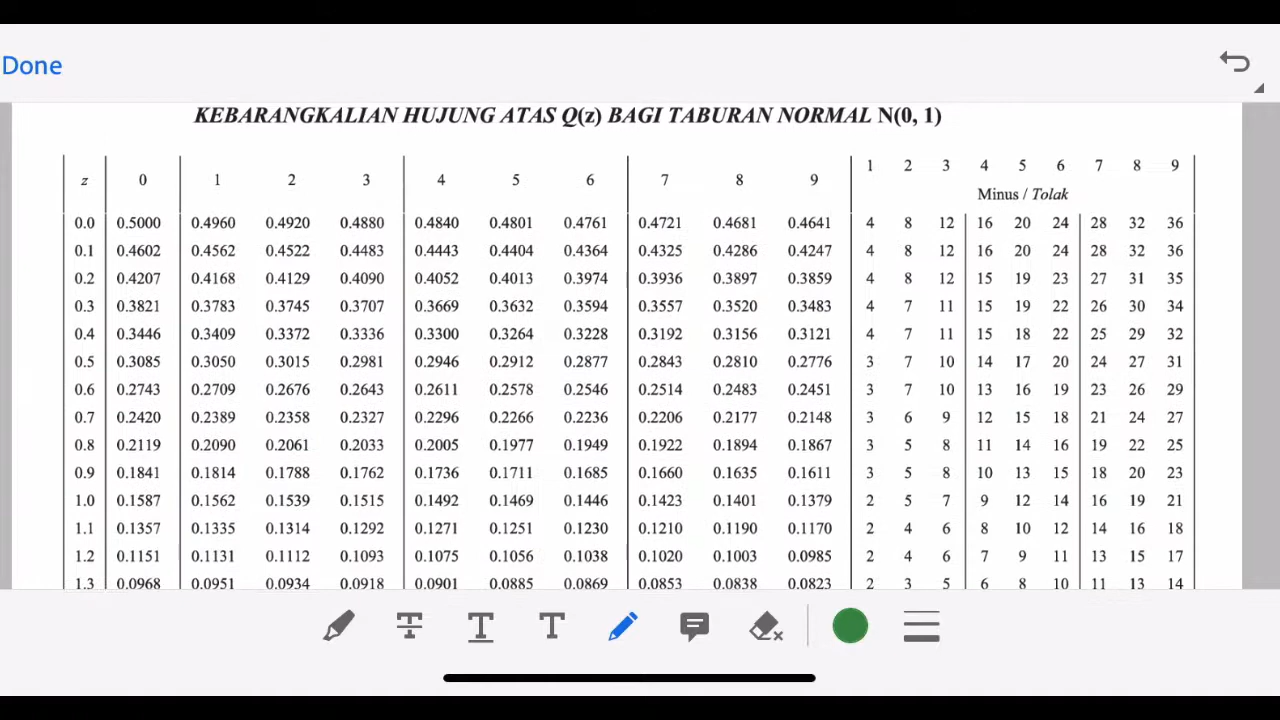 Done
KEBARANGKALIAN HUJUNG ATAS Q(z) BAGI TABURAN NORMAL N(0, 1)
z 0 1 2 3 4 5 6 7 8 9 1 2 3 4 5 6 7 8 9
Minus / Tolak
0.0 0.5000 0.4960 0.4920 0.4880 0.4840 0.4801 0.4761 0.4721 0.4681 0.4641 4 8 12 16 20 24 28 32 36
0.1 0.4602 0.4562 0.4522 0.4483 0.4443 0.4404 0.4364 0.4325 0.4286 0.4247 4 8 12 16 20 24 28 32 36
0.2 0.4207 0.4168 0.4129 0.4090 0.4052 0.4013 0.3974 0.3936 0.3897 0.3859 4 8 12 15 19 23 27 31 35
0.3 0.3821 0.3783 0.3745 0.3707 0.3669 0.3632 0.3594 0.3557 0.3520 0.3483 4 7 11 15 19 22 26 30 34
0.4 0.3446 0.3409 0.3372 0.3336 0.3300 0.3264 0.3228 0.3192 0.3156 0.3121 4 7 11 15 18 22 25 29 32
0.5 0.3085 0.3050 0.3015 0.2981 0.2946 0.2912 0.2877 0.2843 0.2810 0.2776 3 7 10 14 17 20 24 27 31
0.6 0.2743 0.2709 0.2676 0.2643 0.2611 0.2578 0.2546 0.2514 0.2483 0.2451 3 7 10 13 16 19 23 26 29
0.7 0.2420 0.2389 0.2358 0.2327 0.2296 0.2266 0.2236 0.2206 0.2177 0.2148 3 6 9 12 15 18 21 24 27
0.8 0.2119 0.2090 0.2061 0.2033 0.2005 0.1977 0.1949 0.1922 0.1894 0.1867 3 5 8 11 14 16 19 22 25
0.9 0.1841 0.1814 0.1788 0.1762 0.1736 0.1711 0.1685 0.1660 0.1635 0.1611 3 5 8 10 13 15 18 20 23
1.0 0.1587 0.1562 0.1539 0.1515 0.1492 0.1469 0.1446 0.1423 0.1401 0.1379 2 5 7 9 12 14 16 19 21
1.1 0.1357 0.1335 0.1314 0.1292 0.1271 0.1251 0.1230 0.1210 0.1190 0.1170 2 4 6 8 10 12 14 16 18
1.2 0.1151 0.1131 0.1112 0.1093 0.1075 0.1056 0.1038 0.1020 0.1003 0.0985 2 4 6 7 9 11 13 15 17
1.3 0.0968 0.0951 0.0934 0.0918 0.0901 0.0885 0.0869 0.0853 0.0838 0.0823 2 3 5 6 8 10 11 13 14